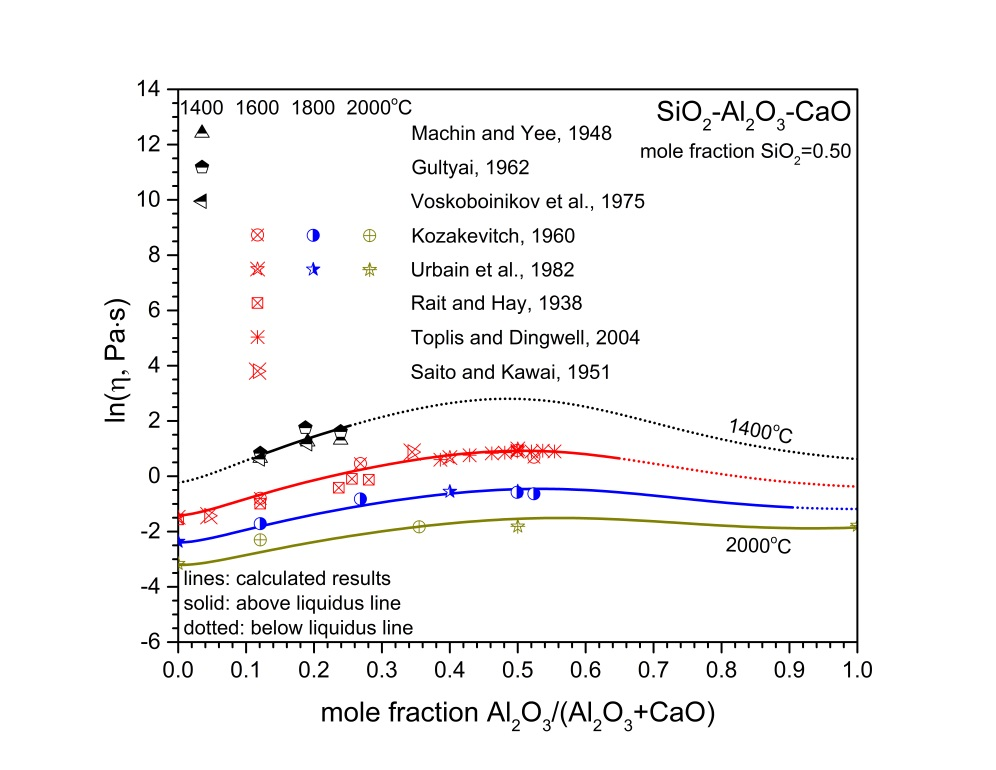 14
12
10
8
6
4
2
0
-2
-4
-6
ln(η, Pa·s)
1400 1600 1800 2000°C
SiO₂-Al₂O₃-CaO
mole fraction SiO₂=0.50
Machin and Yee, 1948
Gultyai, 1962
Voskoboinikov et al., 1975
Kozakevitch, 1960
Urbain et al., 1982
Rait and Hay, 1938
Toplis and Dingwell, 2004
Saito and Kawai, 1951
1400°C
2000°C
lines: calculated results
solid: above liquidus line
dotted: below liquidus line
0.0 0.1 0.2 0.3 0.4 0.5 0.6 0.7 0.8 0.9 1.0
mole fraction Al₂O₃/(Al₂O₃+CaO)